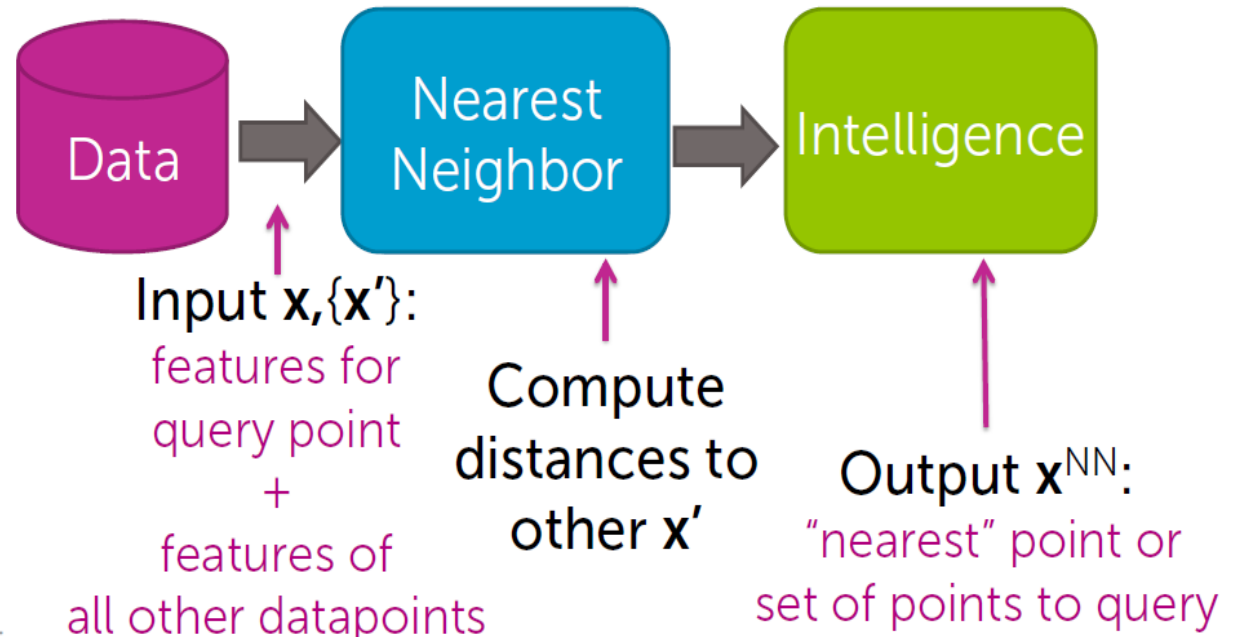 Data
Nearest
Neighbor
Intelligence
Input x,{x’}:
features for
query point
+
features of
all other datapoints
Compute
distances to
other x’
Output xᴺᴺ:
“nearest” point or
set of points to query